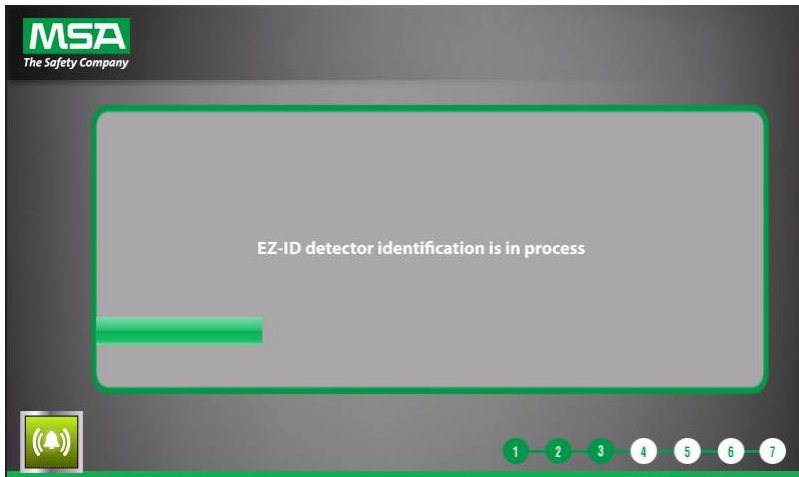 MSA
The Safety Company
EZ-ID detector identification is in process
1 2 3 4 5 6 7